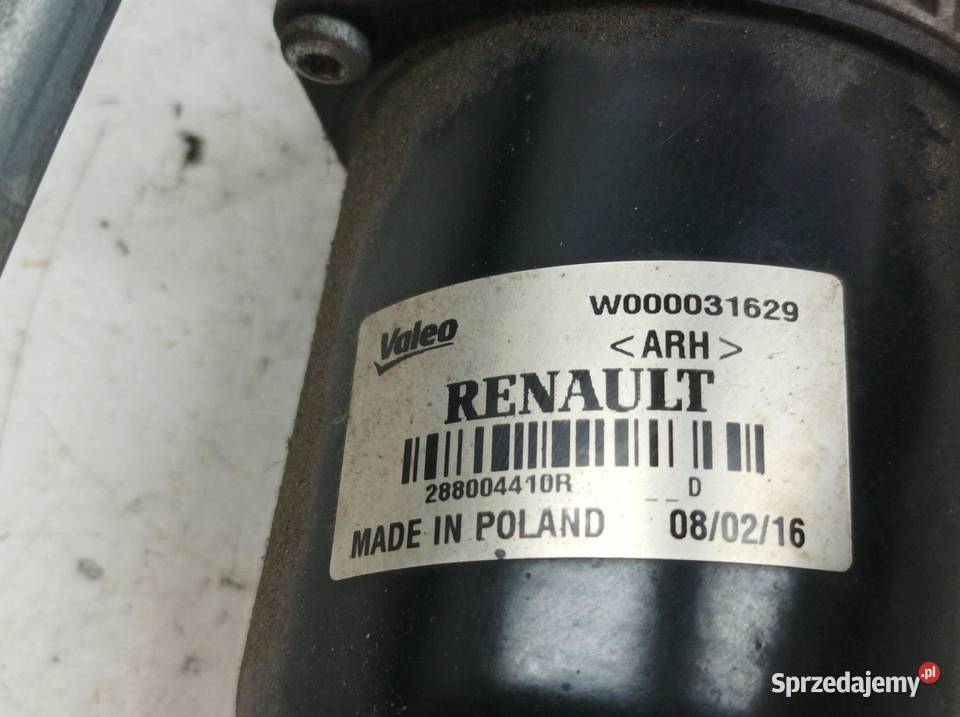 W000031629
Valeo
<ARH>
RENAULT
288004410R _ _ D
MADE IN POLAND 08/02/16
Sprzedajemy.pl